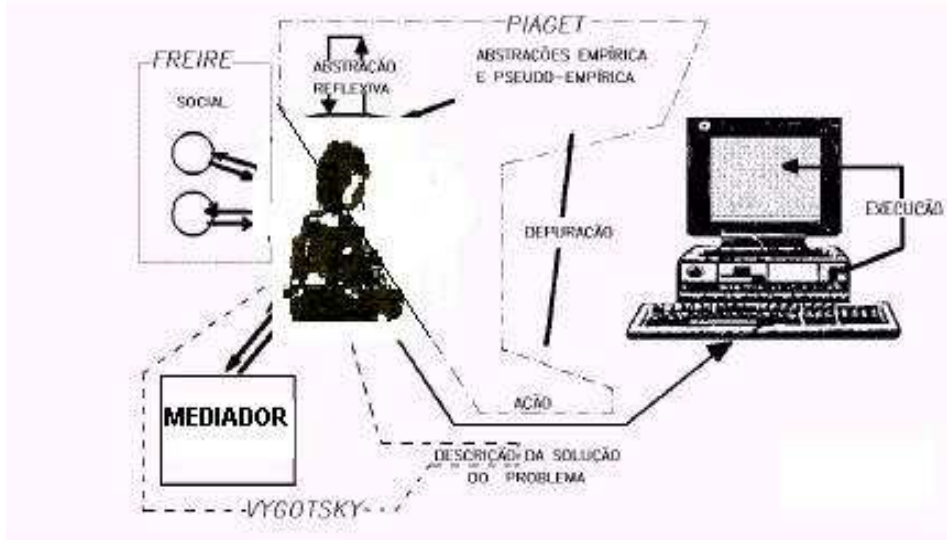 PIAGET
FREIRE
ABSTRAÇÕES EMPÍRICA
E PSEUDO-EMPÍRICA
ABSTRAÇÃO
REFLEXIVA
SOCIAL
EXECUÇÃO
DEPURAÇÃO
MEDIADOR
AÇÃO
DESCRIÇÃO DA SOLUÇÃO
DO PROBLEMA
VYGOTSKY